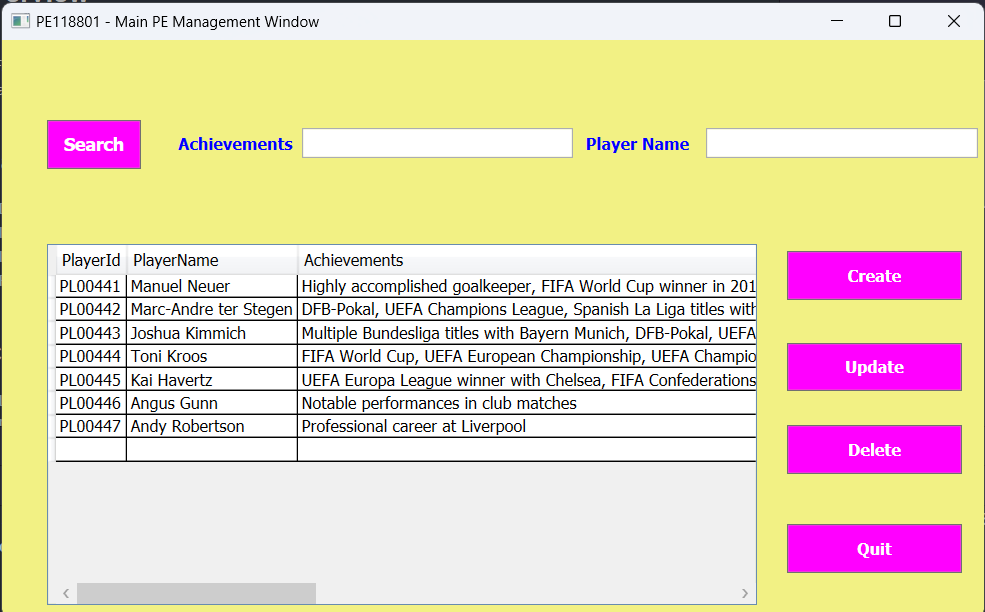 PE118801 - Main PE Management Window
Search Achievements Player Name
PlayerId PlayerName Achievements
PL00441 Manuel Neuer Highly accomplished goalkeeper, FIFA World Cup winner in 201
PL00442 Marc-Andre ter Stegen DFB-Pokal, UEFA Champions League, Spanish La Liga titles with
PL00443 Joshua Kimmich Multiple Bundesliga titles with Bayern Munich, DFB-Pokal, UEFA
PL00444 Toni Kroos FIFA World Cup, UEFA European Championship, UEFA Champio
PL00445 Kai Havertz UEFA Europa League winner with Chelsea, FIFA Confederations
PL00446 Angus Gunn Notable performances in club matches
PL00447 Andy Robertson Professional career at Liverpool
Create
Update
Delete
Quit